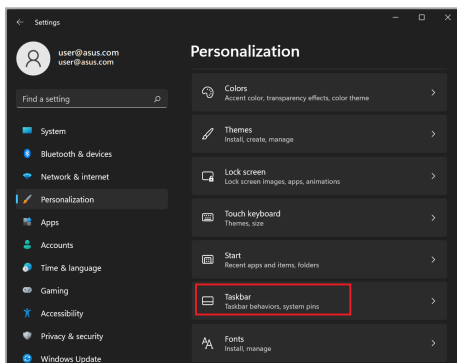 Settings
user@asus.com
user@asus.com
Find a setting
System
Bluetooth & devices
Network & internet
Personalization
Apps
Accounts
Time & language
Gaming
Accessibility
Privacy & security
Windows Update
Personalization
Colors
Accent color, transparency effects, color theme
Themes
Install, create, manage
Lock screen
Lock screen images, apps, animations
Touch keyboard
Themes, size
Start
Recent apps and items, folders
Taskbar
Taskbar behaviors, system pins
Fonts
Install, manage